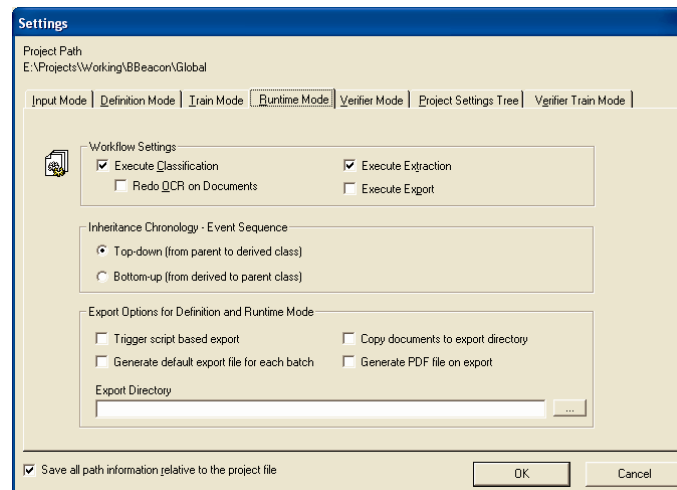 Settings
Project Path
E:\Projects\Working\BBeacon\Global
Input Mode Definition Mode Train Mode Runtime Mode Verifier Mode Project Settings Tree Verifier Train Mode
Workflow Settings
Execute Classification Execute Extraction
Redo OCR on Documents Execute Export
Inheritance Chronology - Event Sequence
Top-down (from parent to derived class)
Bottom-up (from derived to parent class)
Export Options for Definition and Runtime Mode
Trigger script based export Copy documents to export directory
Generate default export file for each batch Generate PDF file on export
Export Directory
...
Save all path information relative to the project file OK Cancel